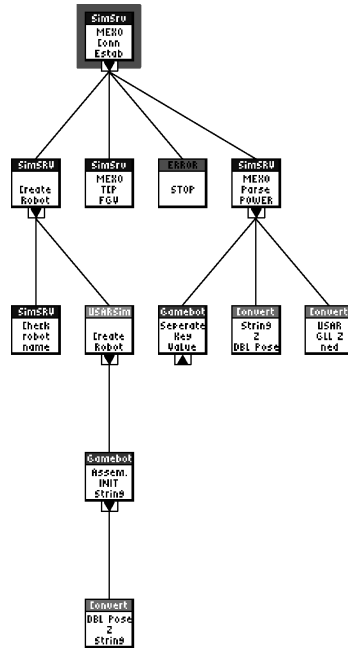 SimSrv
MEXO
Conn
Estab
SimSRV
Create
Robot
SimSrv
MEXO
TCP
FGV
ERROR
STOP
SimSRV
MEXO
Parse
POWER
SimSRV
Check
robot
name
USARSim
Create
Robot
Gamebot
Seperate
Key
Value
Convert
String
2
DBL Pose
Convert
USAR
GLL 2
ned
Gamebot
Assem.
INIT
String
Convert
DBL Pose
2
String